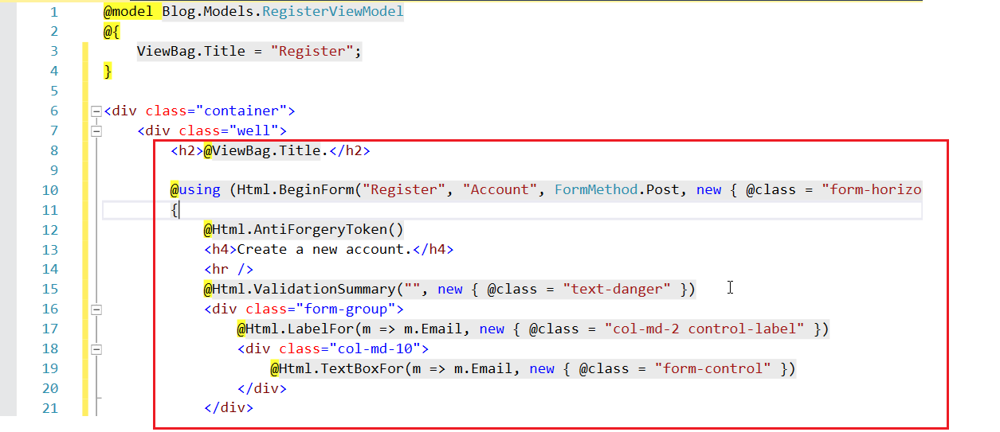 1 @model Blog.Models.RegisterViewModel
2 @{
3 ViewBag.Title = "Register";
4 }
5
6 <div class="container">
7 <div class="well">
8 <h2>@ViewBag.Title.</h2>
9
10 @using (Html.BeginForm("Register", "Account", FormMethod.Post, new { @class = "form-horizo
11 {
12 @Html.AntiForgeryToken()
13 <h4>Create a new account.</h4>
14 <hr />
15 @Html.ValidationSummary("", new { @class = "text-danger" })
16 <div class="form-group">
17 @Html.LabelFor(m => m.Email, new { @class = "col-md-2 control-label" })
18 <div class="col-md-10">
19 @Html.TextBoxFor(m => m.Email, new { @class = "form-control" })
20 </div>
21 </div>